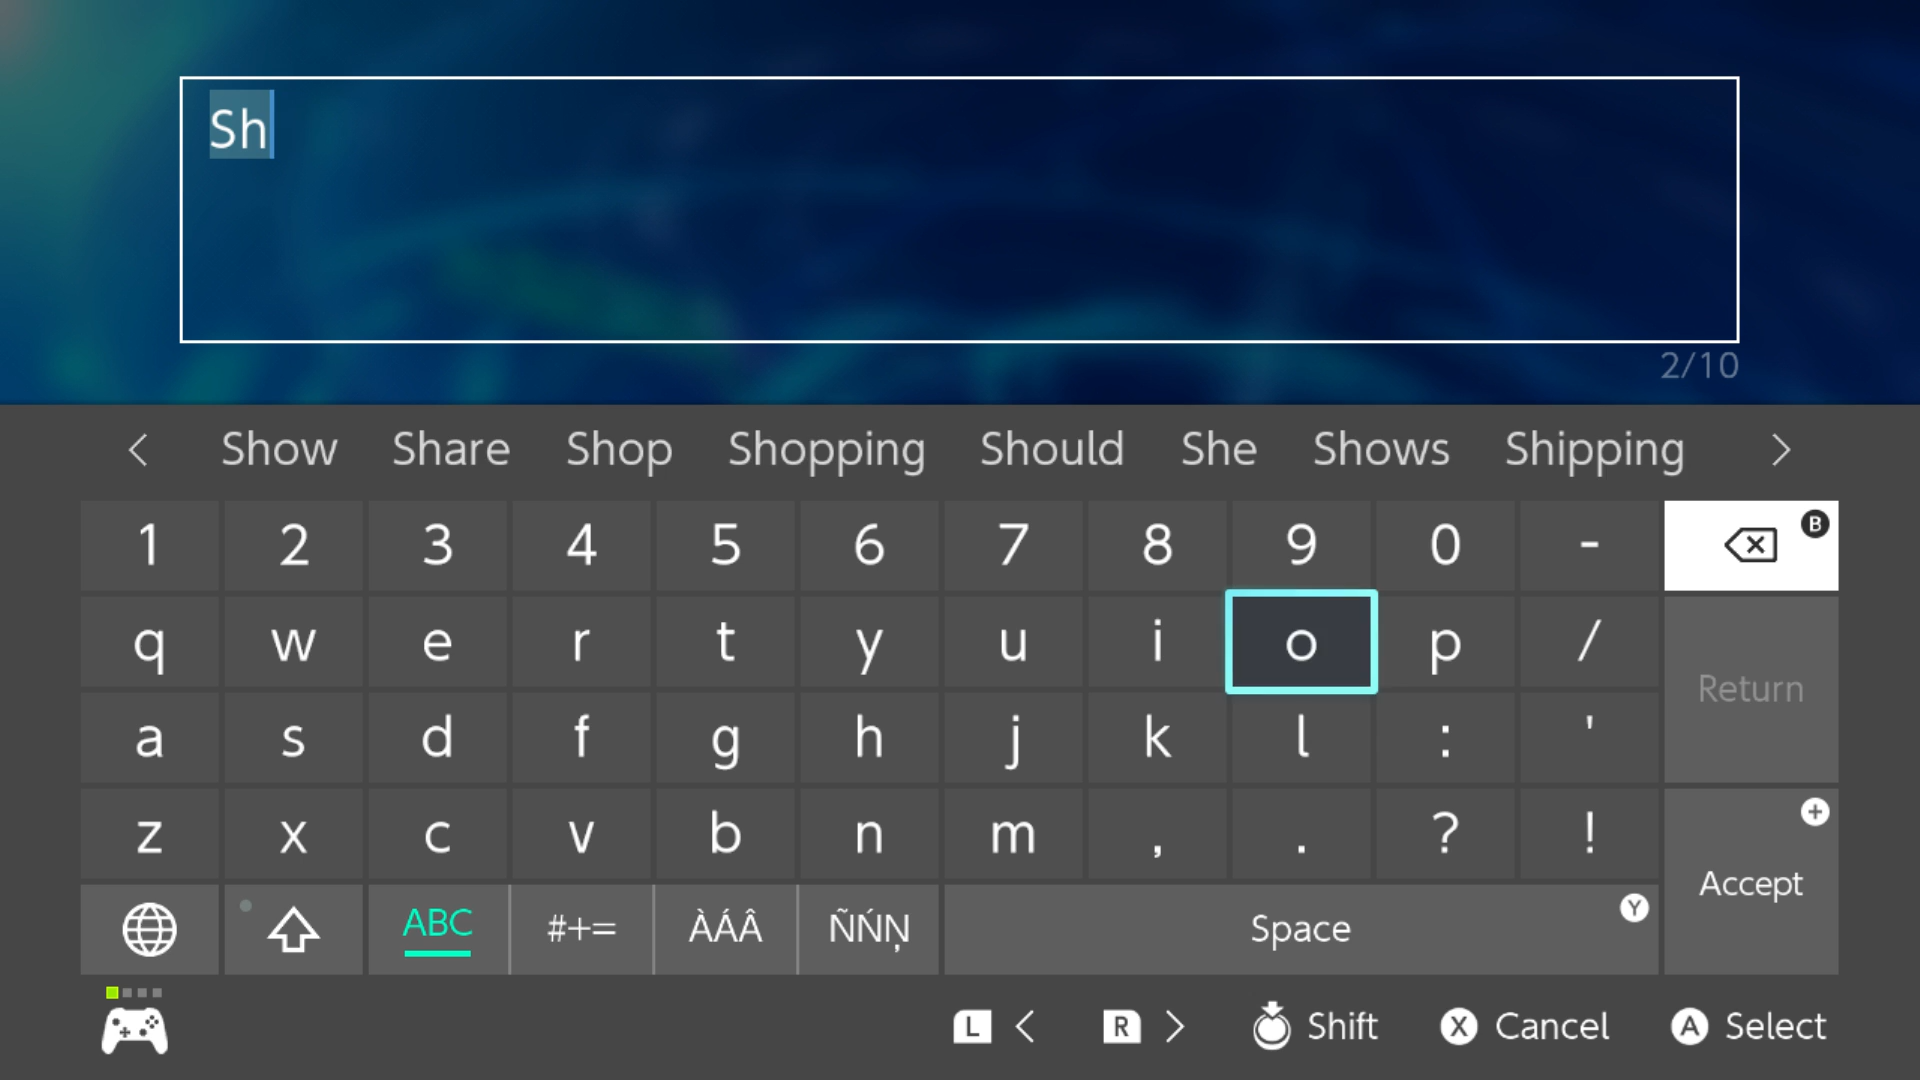 Sh
2/10
< Show Share Shop Shopping Should She Shows Shipping >
1 2 3 4 5 6 7 8 9 0 - B
q w e r t y u i o p /
Return
a s d f g h j k l : '
z x c v b n m , . ? ! +
Accept
ABC #+= ÀÁÂ ÑŃŅ Space Y
L < R > Shift X Cancel A Select